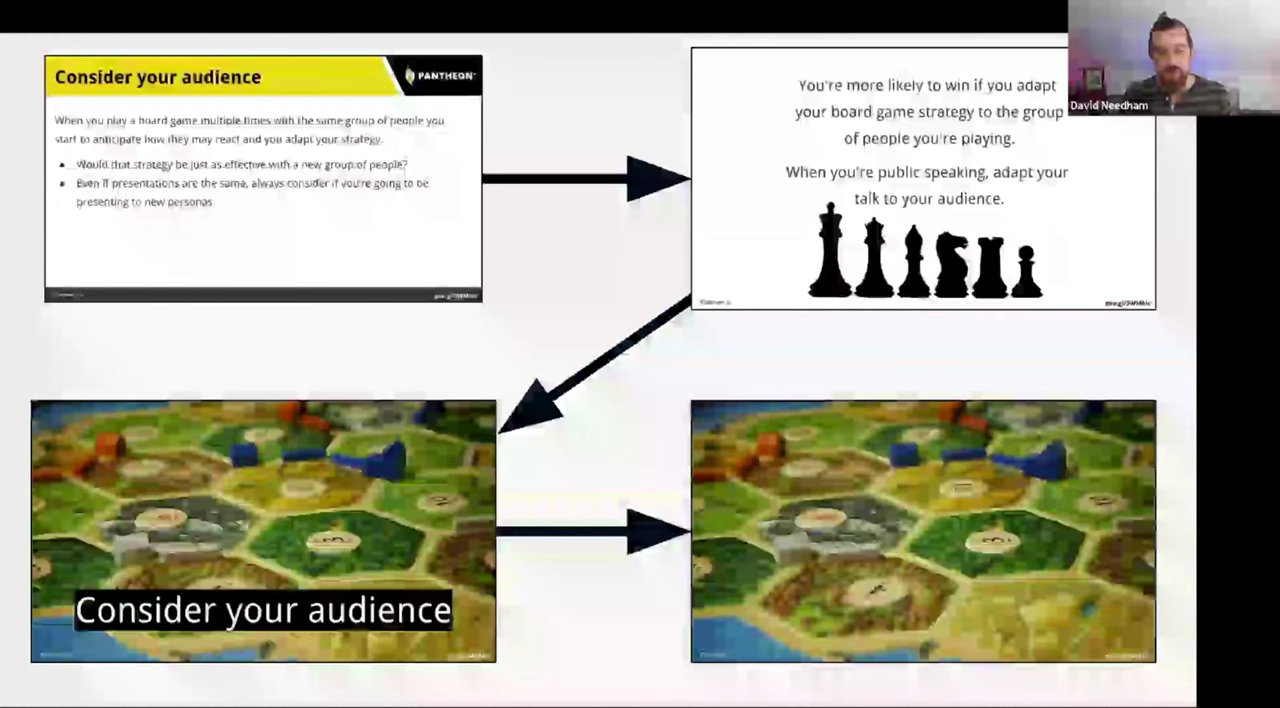 Consider your audience
PANTHEON
When you play a board game multiple times with the same group of people you
start to anticipate how they may react and you adapt your strategy.
Would that strategy be just as effective with a new group of people?
Even if presentations are the same, always consider if you're going to be
presenting to new personas
You're more likely to win if you adapt
your board game strategy to the group
of people you're playing.
When you're public speaking, adapt your
talk to your audience.
David Needham
Consider your audience